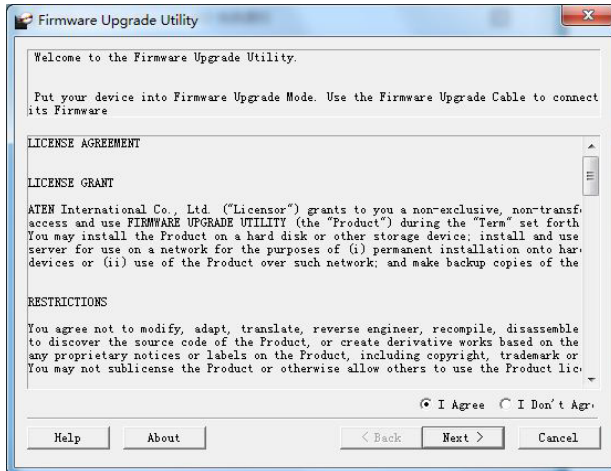 Firmware Upgrade Utility
Welcome to the Firmware Upgrade Utility.
Put your device into Firmware Upgrade Mode. Use the Firmware Upgrade Cable to connect
its Firmware
LICENSE AGREEMENT
LICENSE GRANT
ATEN International Co., Ltd. ("Licensor") grants to you a non-exclusive, non-transf
access and use FIRMWARE UPGRADE UTILITY (the "Product") during the "Term" set forth
You may install the Product on a hard disk or other storage device; install and use
server for use on a network for the purposes of (i) permanent installation onto har
devices or (ii) use of the Product over such network; and make backup copies of the
RESTRICTIONS
You agree not to modify, adapt, translate, reverse engineer, recompile, disassemble
to discover the source code of the Product, or create derivative works based on the
any proprietary notices or labels on the Product, including copyright, trademark or
You may not sublicense the Product or otherwise allow others to use the Product lic
I Agree I Don't Agr
Help About < Back Next > Cancel